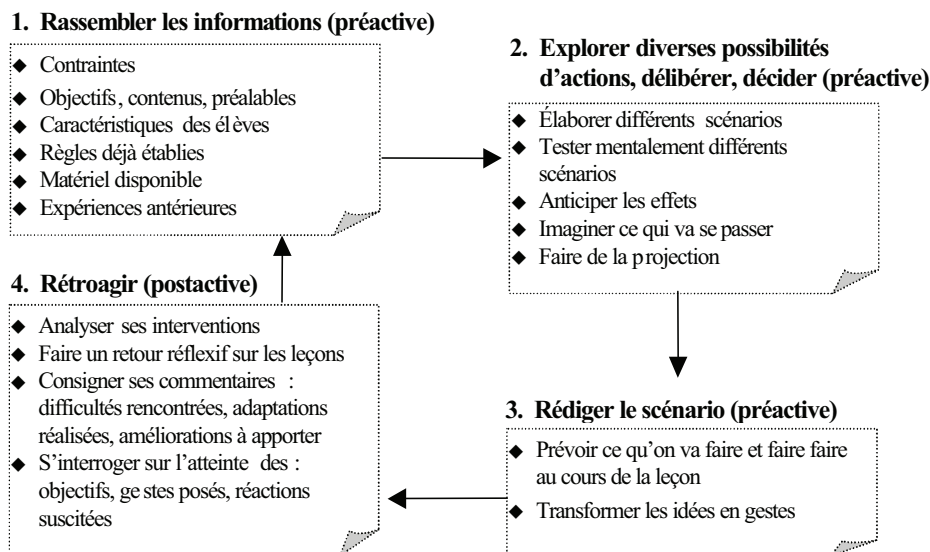 1. Rassembler les informations (préactive)
◆ Contraintes
◆ Objectifs, contenus, préalables
◆ Caractéristiques des élèves
◆ Règles déjà établies
◆ Matériel disponible
◆ Expériences antérieures
2. Explorer diverses possibilités
d'actions, délibérer, décider (préactive)
◆ Élaborer différents scénarios
◆ Tester mentalement différents
scénarios
◆ Anticiper les effets
◆ Imaginer ce qui va se passer
◆ Faire de la projection
3. Rédiger le scénario (préactive)
◆ Prévoir ce qu'on va faire et faire faire
au cours de la leçon
◆ Transformer les idées en gestes
4. Rétroagir (postactive)
◆ Analyser ses interventions
◆ Faire un retour réflexif sur les leçons
◆ Consigner ses commentaires :
difficultés rencontrées, adaptations
réalisées, améliorations à apporter
◆ S'interroger sur l'atteinte des :
objectifs, gestes posés, réactions
suscitées